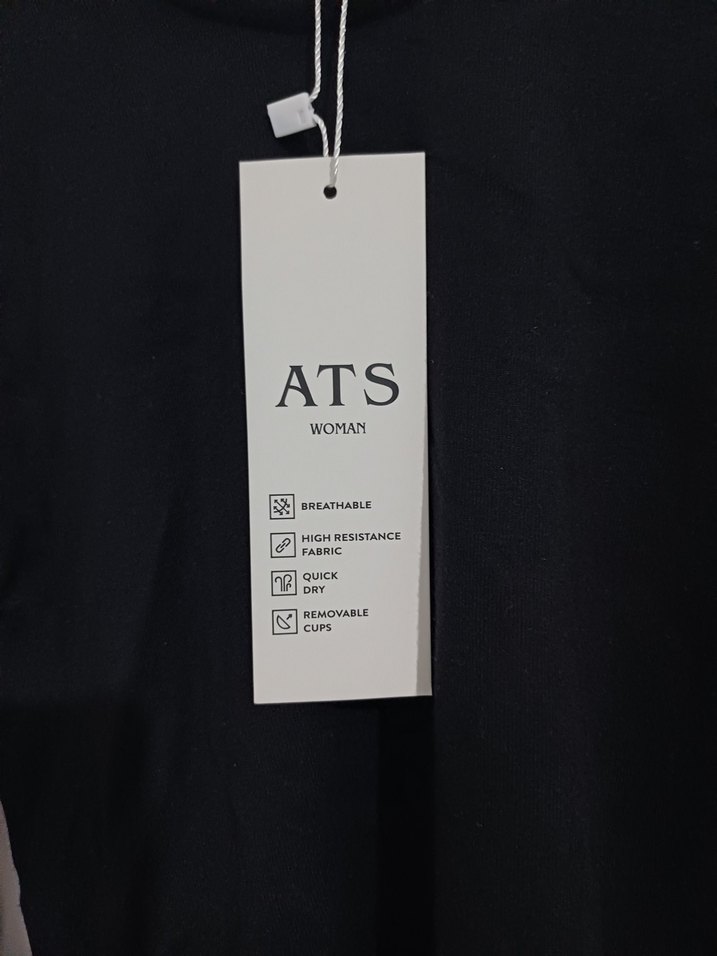 ATS
WOMAN
BREATHABLE
HIGH RESISTANCE
FABRIC
QUICK
DRY
REMOVABLE
CUPS